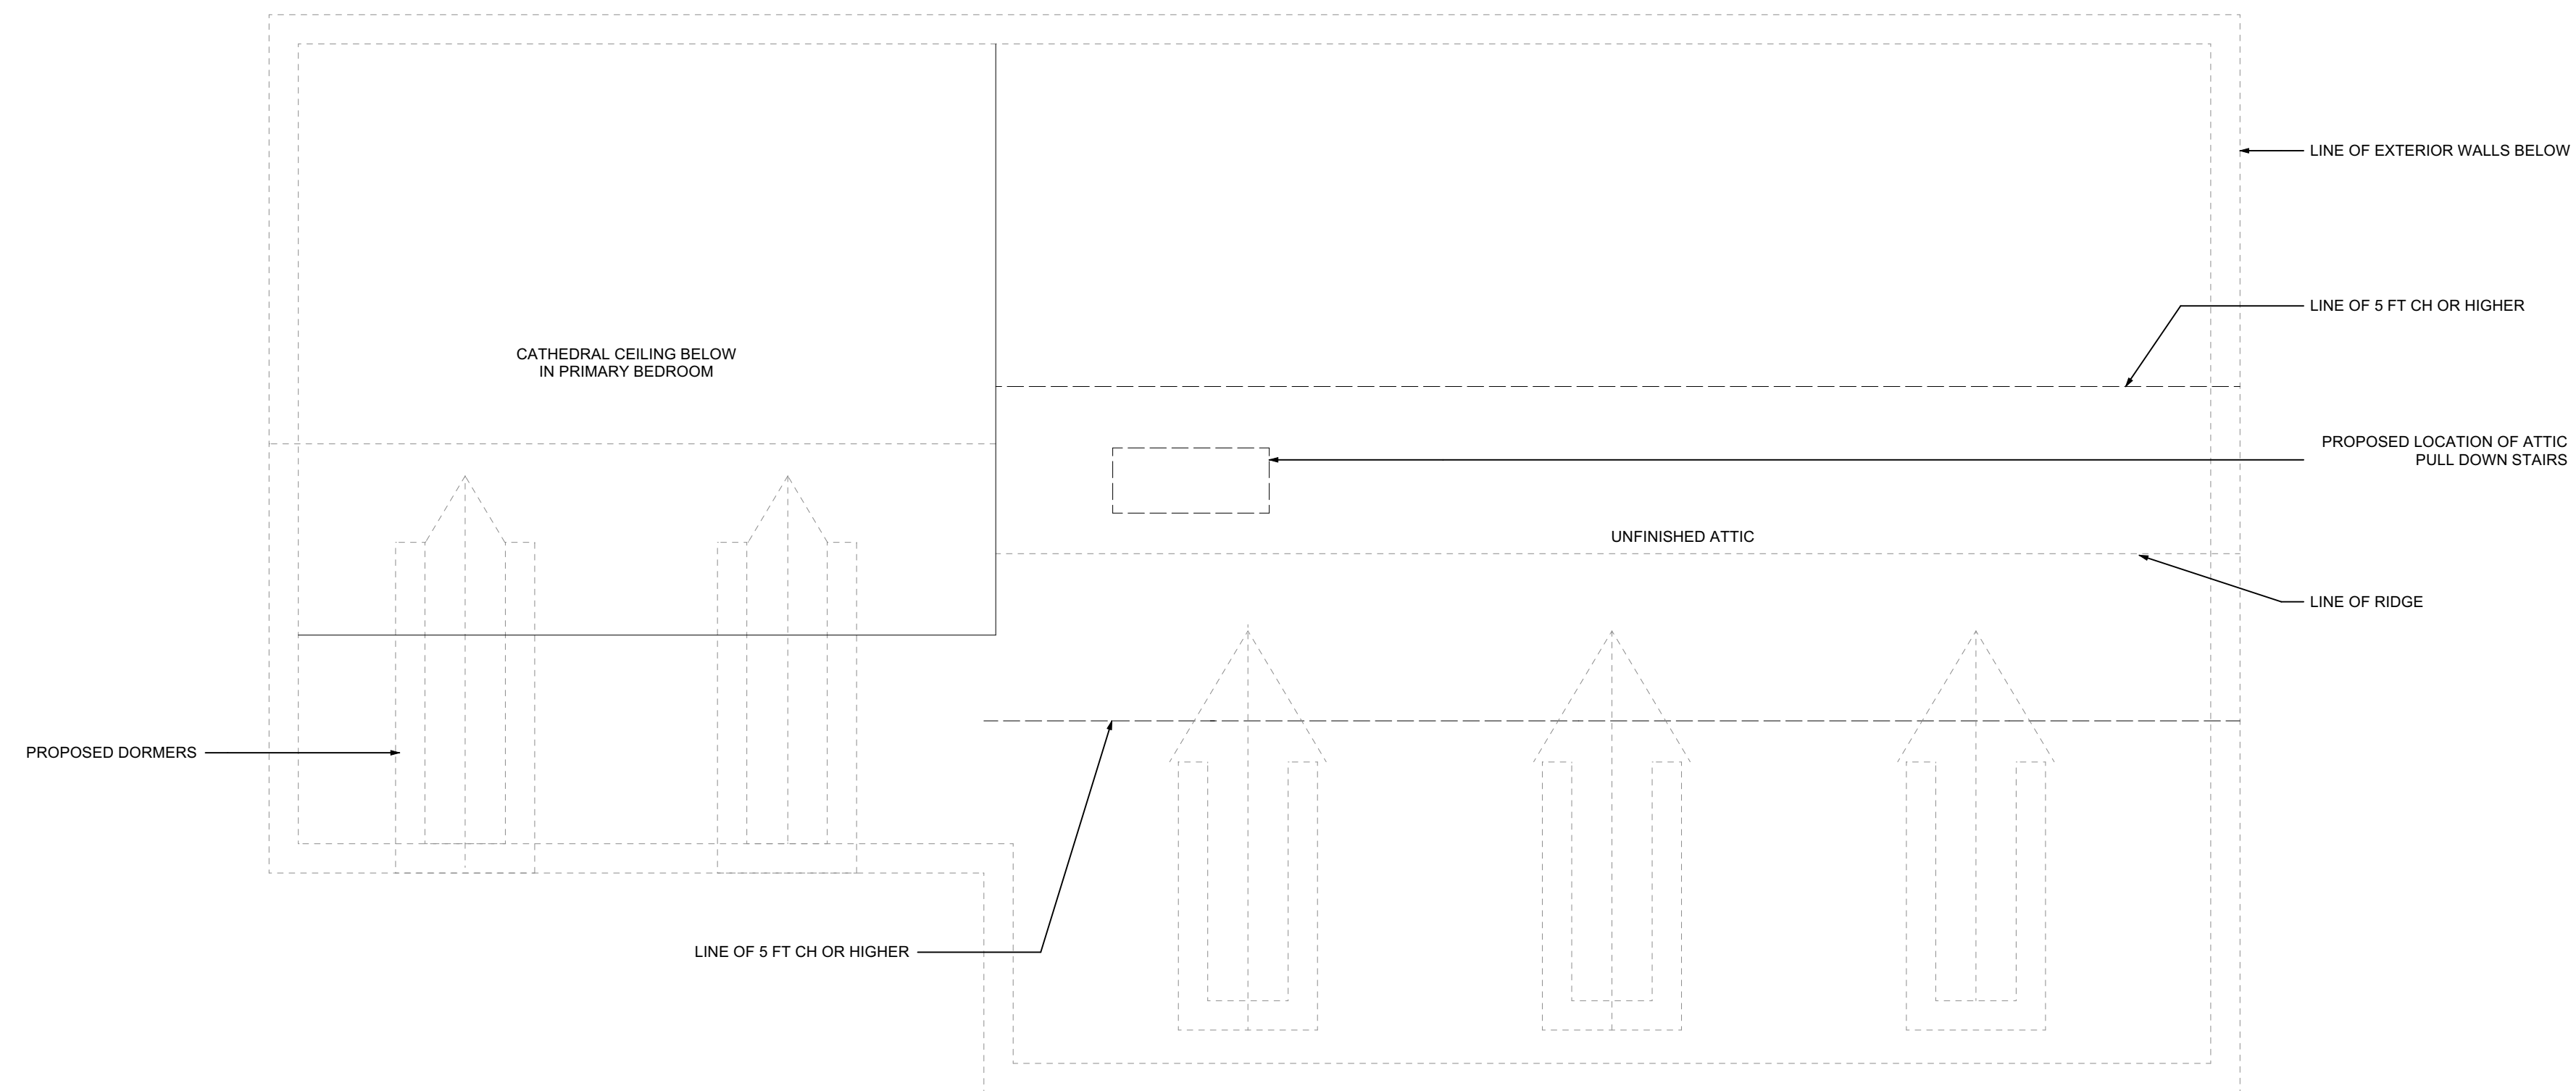 LINE OF EXTERIOR WALLS BELOW
LINE OF 5 FT CH OR HIGHER
CATHEDRAL CEILING BELOW
IN PRIMARY BEDROOM
PROPOSED LOCATION OF ATTIC
PULL DOWN STAIRS
UNFINISHED ATTIC
LINE OF RIDGE
PROPOSED DORMERS
LINE OF 5 FT CH OR HIGHER